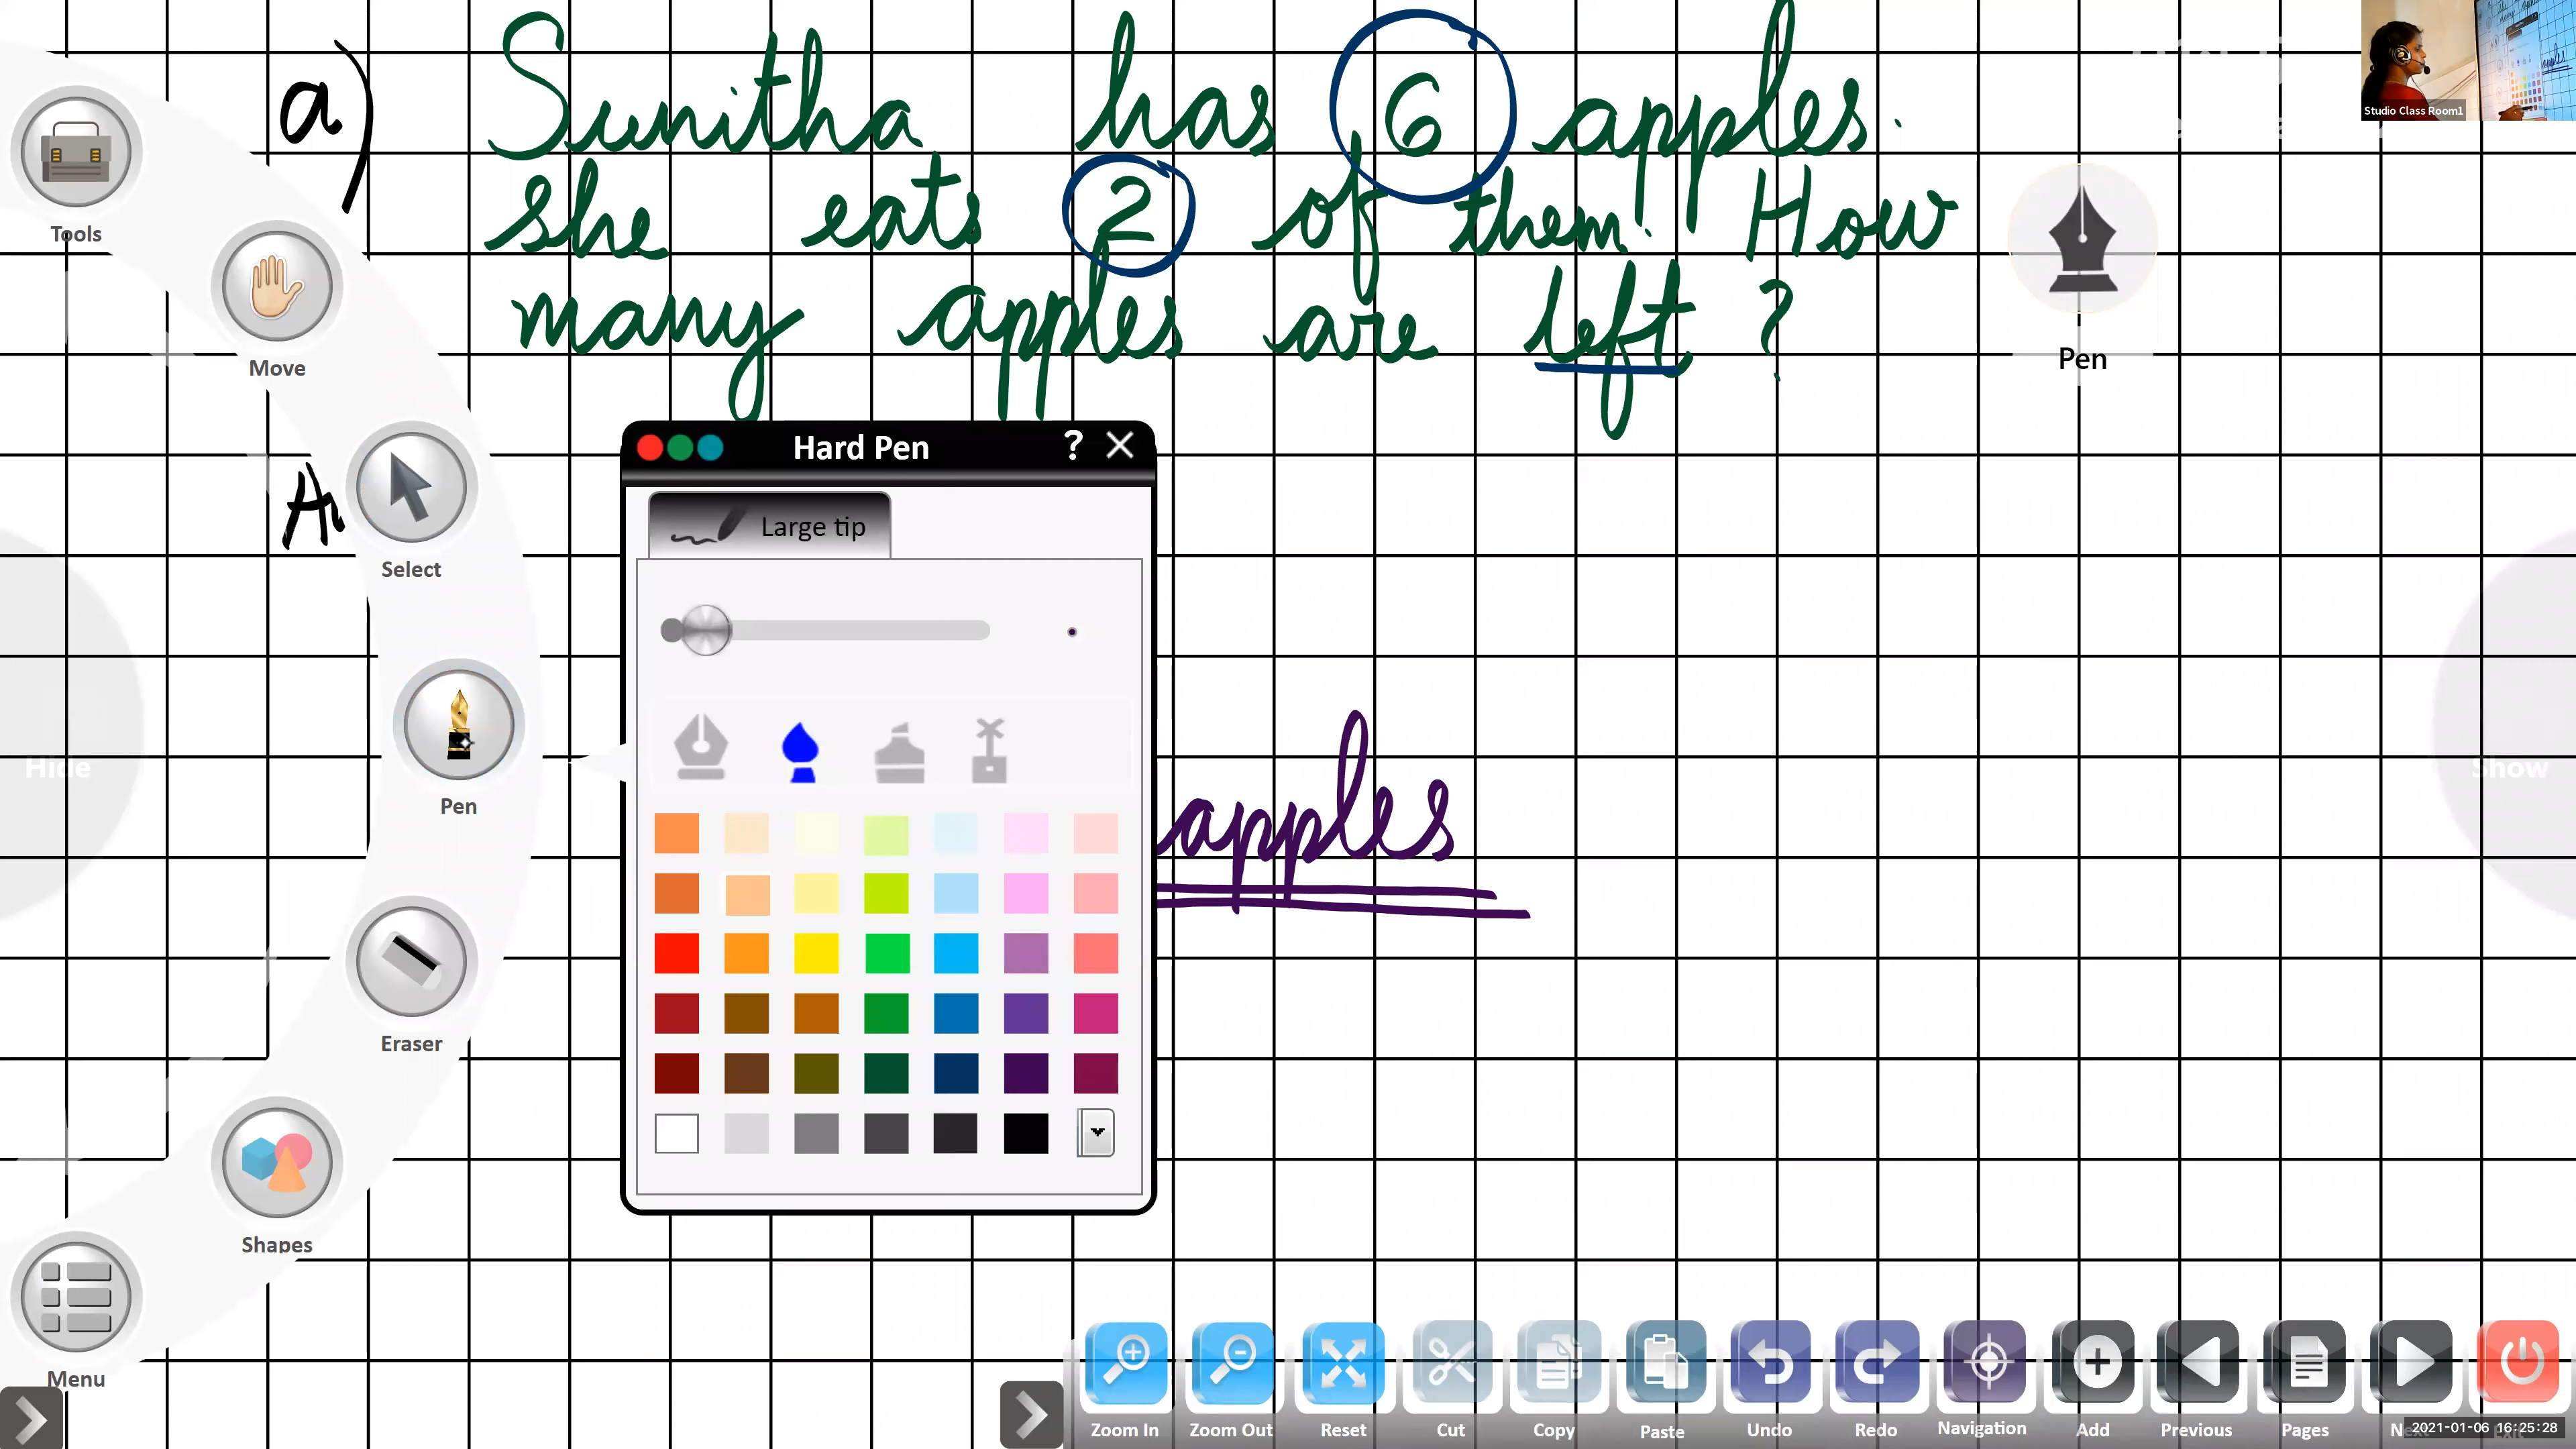 a) Sunitha has 6 apples.
she eats 2 of them. How
many apples are left ?
apples
Tools
Move
Select
Pen
Eraser
Shapes
Menu
Hide
Show
Pen
Studio Class Room1
Hard Pen ? X
Large tip
Zoom In Zoom Out Reset Cut Copy Paste Undo Redo Navigation Add Previous Pages
2021-01-06 16:25:28